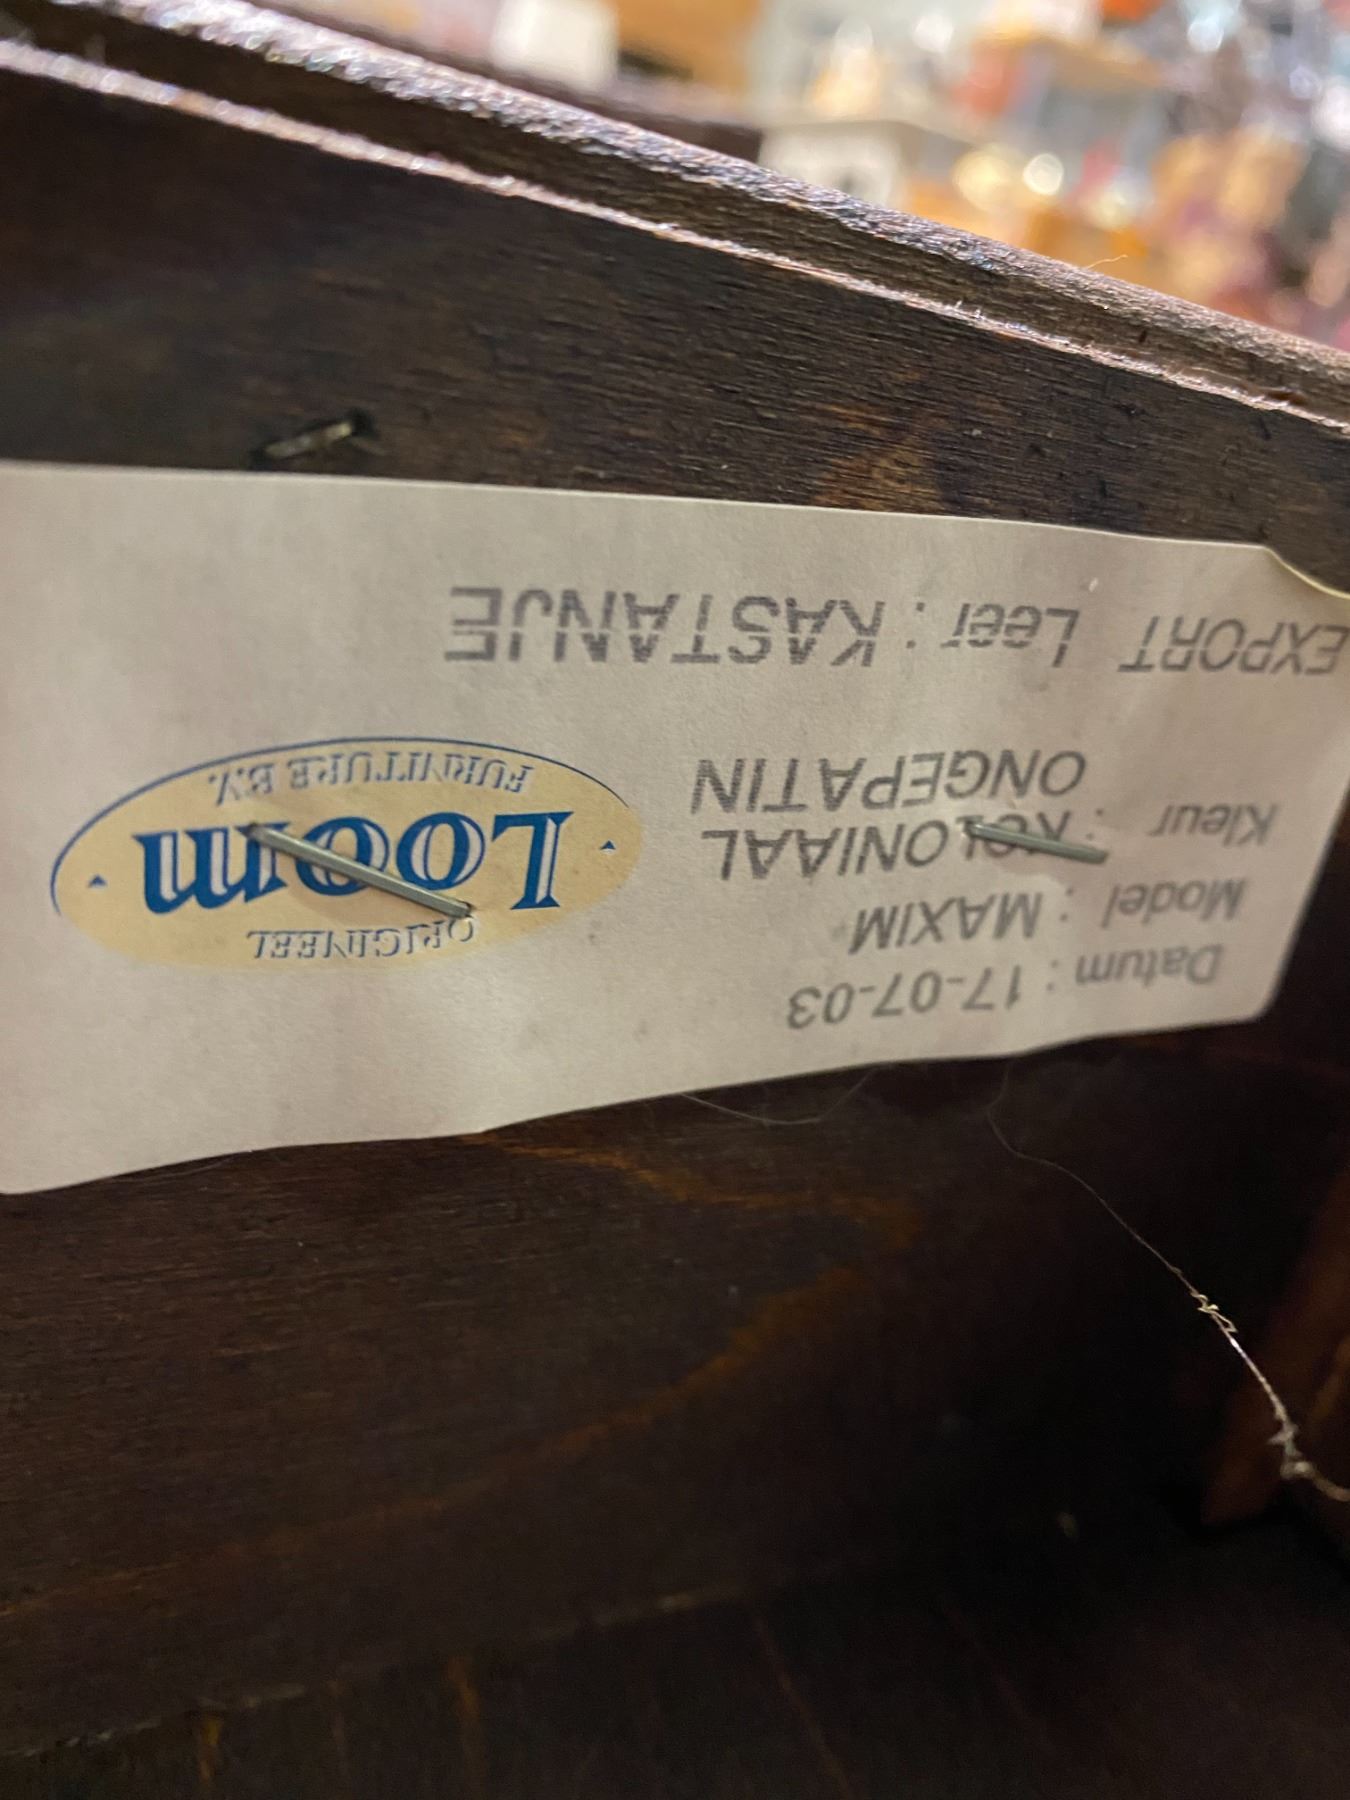 Datum : 17-07-03
Model : MAXIM
Kleur : KOLONIAAL
ONGEPATIN
EXPORT Leer : KASTANJE
ORIGINEEL
LOOM
FURNITURE B.V.